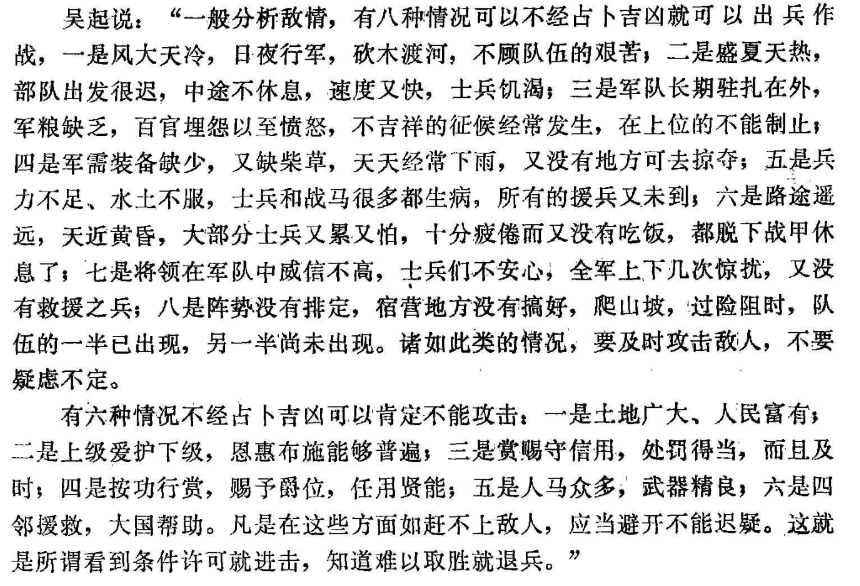 吴起说：“一般分析敌情，有八种情况可以不经占卜吉凶就可以出兵作
战，一是风大天冷，日夜行军，砍木渡河，不顾队伍的艰苦；二是盛夏天热，
部队出发很迟，中途不休息，速度又快，士兵饥渴；三是军队长期驻扎在外，
军粮缺乏，百官埋怨以至愤怒，不吉祥的征候经常发生，在上位的不能制止；
四是军需装备缺少，又缺柴草，天天经常下雨，又没有地方可去掠夺；五是兵
力不足、水土不服，士兵和战马很多都生病，所有的援兵又未到；六是路途遥
远，天近黄昏，大部分士兵又累又怕，十分疲倦而又没有吃饭，都脱下战甲休
息了；七是将领在军队中威信不高，士兵们不安心，全军上下几次惊扰，又没
有救援之兵；八是阵势没有排定，宿营地方没有搞好，爬山坡，过险阻时，队
伍的一半已出现，另一半尚未出现。诸如此类的情况，要及时攻击敌人，不要
疑虑不定。
有六种情况不经占卜吉凶可以肯定不能攻击：一是土地广大、人民富有；
二是上级爱护下级，恩惠布施能够普遍；三是赏赐守信用，处罚得当，而且及
时；四是按功行赏，赐予爵位，任用贤能；五是人马众多，武器精良；六是四
邻援救，大国帮助。凡是在这些方面如赶不上敌人，应当避开不能迟疑。这就
是所谓看到条件许可就进击，知道难以取胜就退兵。”